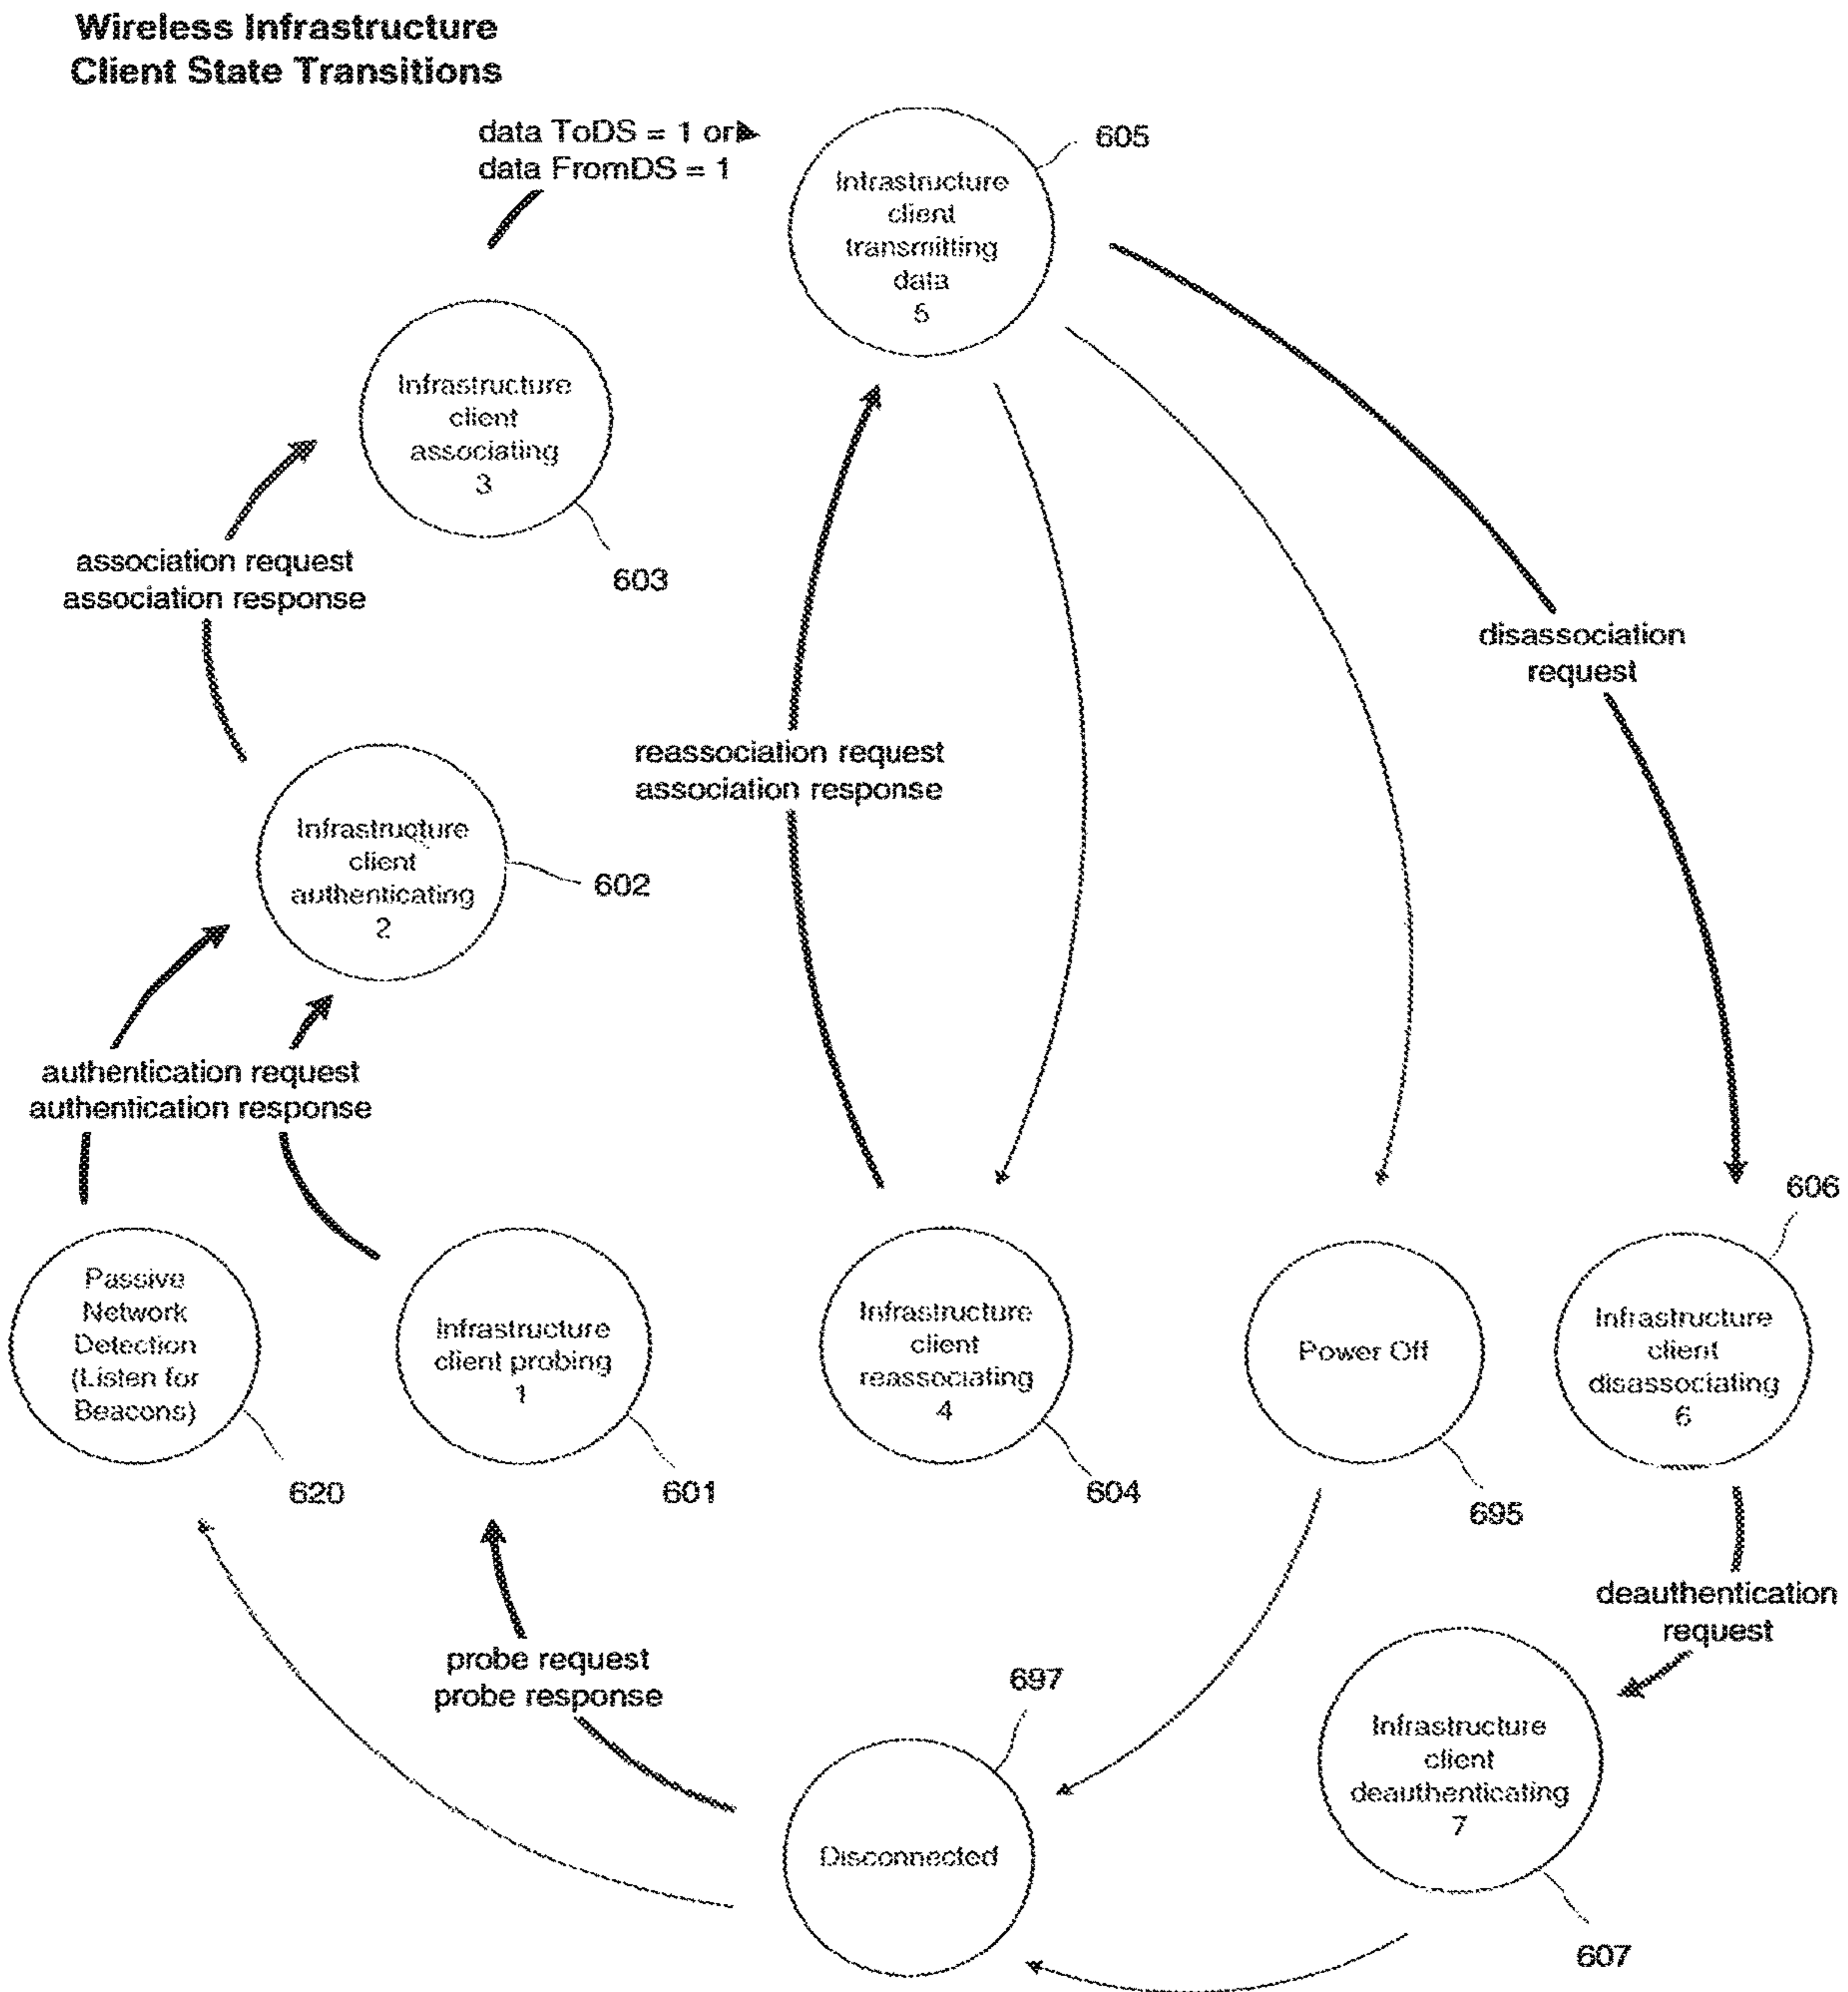 Wireless Infrastructure
Client State Transitions
data ToDS = 1 or
data FromDS = 1
605
Infrastructure
client
transmitting
data
5
Infrastructure
client
associating
3
603
association request
association response
disassociation
request
reassociation request
association response
Infrastructure
client
authenticating
2
602
authentication request
authentication response
606
Passive
Network
Detection
(Listen for
Beacons)
620
Infrastructure
client probing
1
601
Infrastructure
client
reassociating
4
604
Power Off
695
Infrastructure
client
disassociating
6
deauthentication
request
probe request
probe response
697
Disconnected
Infrastructure
client
deauthenticating
7
607